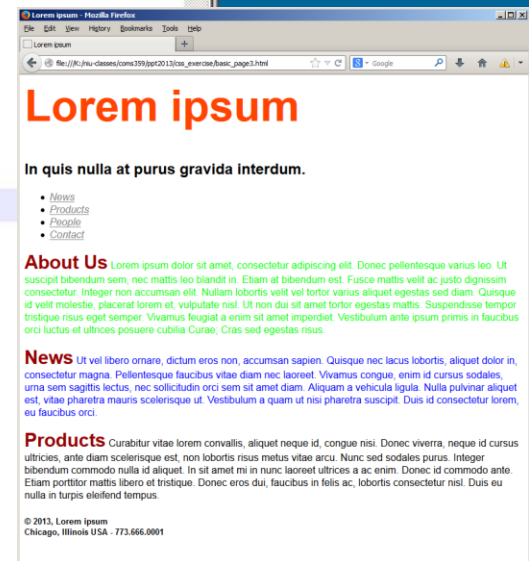 Lorem ipsum - Mozilla Firefox
File Edit View History Bookmarks Tools Help
Lorem ipsum +
file:///K:/niu-classes/coms359/ppt2013/css_exercise/basic_page3.html Google
Lorem ipsum
In quis nulla at purus gravida interdum.
• News
• Products
• People
• Contact
About Us Lorem ipsum dolor sit amet, consectetur adipiscing elit. Donec pellentesque varius leo. Ut
suscipit bibendum sem, nec mattis leo blandit in. Etiam at bibendum est. Fusce mattis velit ac justo dignissim
consectetur. Integer non accumsan elit. Nullam lobortis velit vel tortor varius aliquet egestas sed diam. Quisque
id velit molestie, placerat lorem et, vulputate nisl. Ut non dui sit amet tortor egestas mattis. Suspendisse tempor
tristique risus eget semper. Vivamus feugiat a enim sit amet imperdiet. Vestibulum ante ipsum primis in faucibus
orci luctus et ultrices posuere cubilia Curae; Cras sed egestas risus.
News Ut vel libero ornare, dictum eros non, accumsan sapien. Quisque nec lacus lobortis, aliquet dolor in,
consectetur magna. Pellentesque faucibus vitae diam nec laoreet. Vivamus congue, enim id cursus sodales,
urna sem sagittis lectus, nec sollicitudin orci sem sit amet diam. Aliquam a vehicula ligula. Nulla pulvinar aliquet
est, vitae pharetra mauris scelerisque ut. Vestibulum a quam ut nisi pharetra suscipit. Duis id consectetur lorem,
eu faucibus orci.
Products Curabitur vitae lorem convallis, aliquet neque id, congue nisi. Donec viverra, neque id cursus
ultricies, ante diam scelerisque est, non lobortis risus metus vitae arcu. Nunc sed sodales purus. Integer
bibendum commodo nulla id aliquet. In sit amet mi in nunc laoreet ultrices a ac enim. Donec id commodo ante.
Etiam porttitor mattis libero et tristique. Donec eros dui, faucibus in felis ac, lobortis consectetur nisl. Duis eu
nulla in turpis eleifend tempus.
© 2013, Lorem ipsum
Chicago, Illinois USA - 773.666.0001